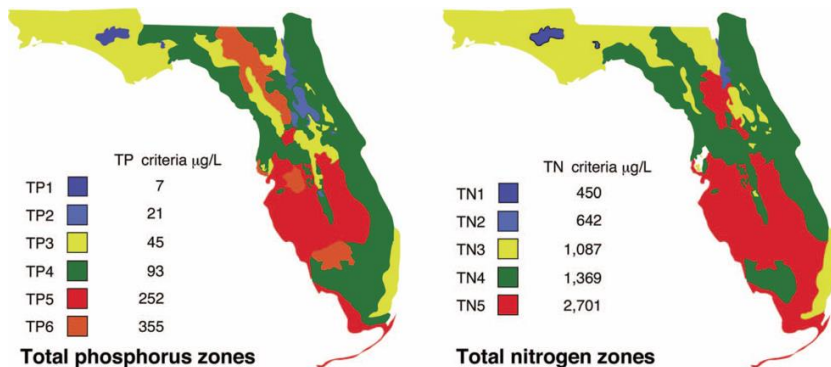 TP criteria µg/L
TP1 7
TP2 21
TP3 45
TP4 93
TP5 252
TP6 355
Total phosphorus zones
TN criteria µg/L
TN1 450
TN2 642
TN3 1,087
TN4 1,369
TN5 2,701
Total nitrogen zones